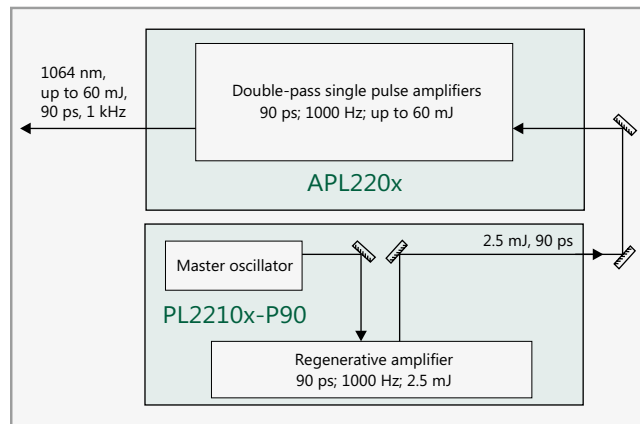 1064 nm,
up to 60 mJ,
90 ps, 1 kHz
Double-pass single pulse amplifiers
90 ps; 1000 Hz; up to 60 mJ
APL220x
2.5 mJ, 90 ps
Master oscillator
PL2210x-P90
Regenerative amplifier
90 ps; 1000 Hz; 2.5 mJ